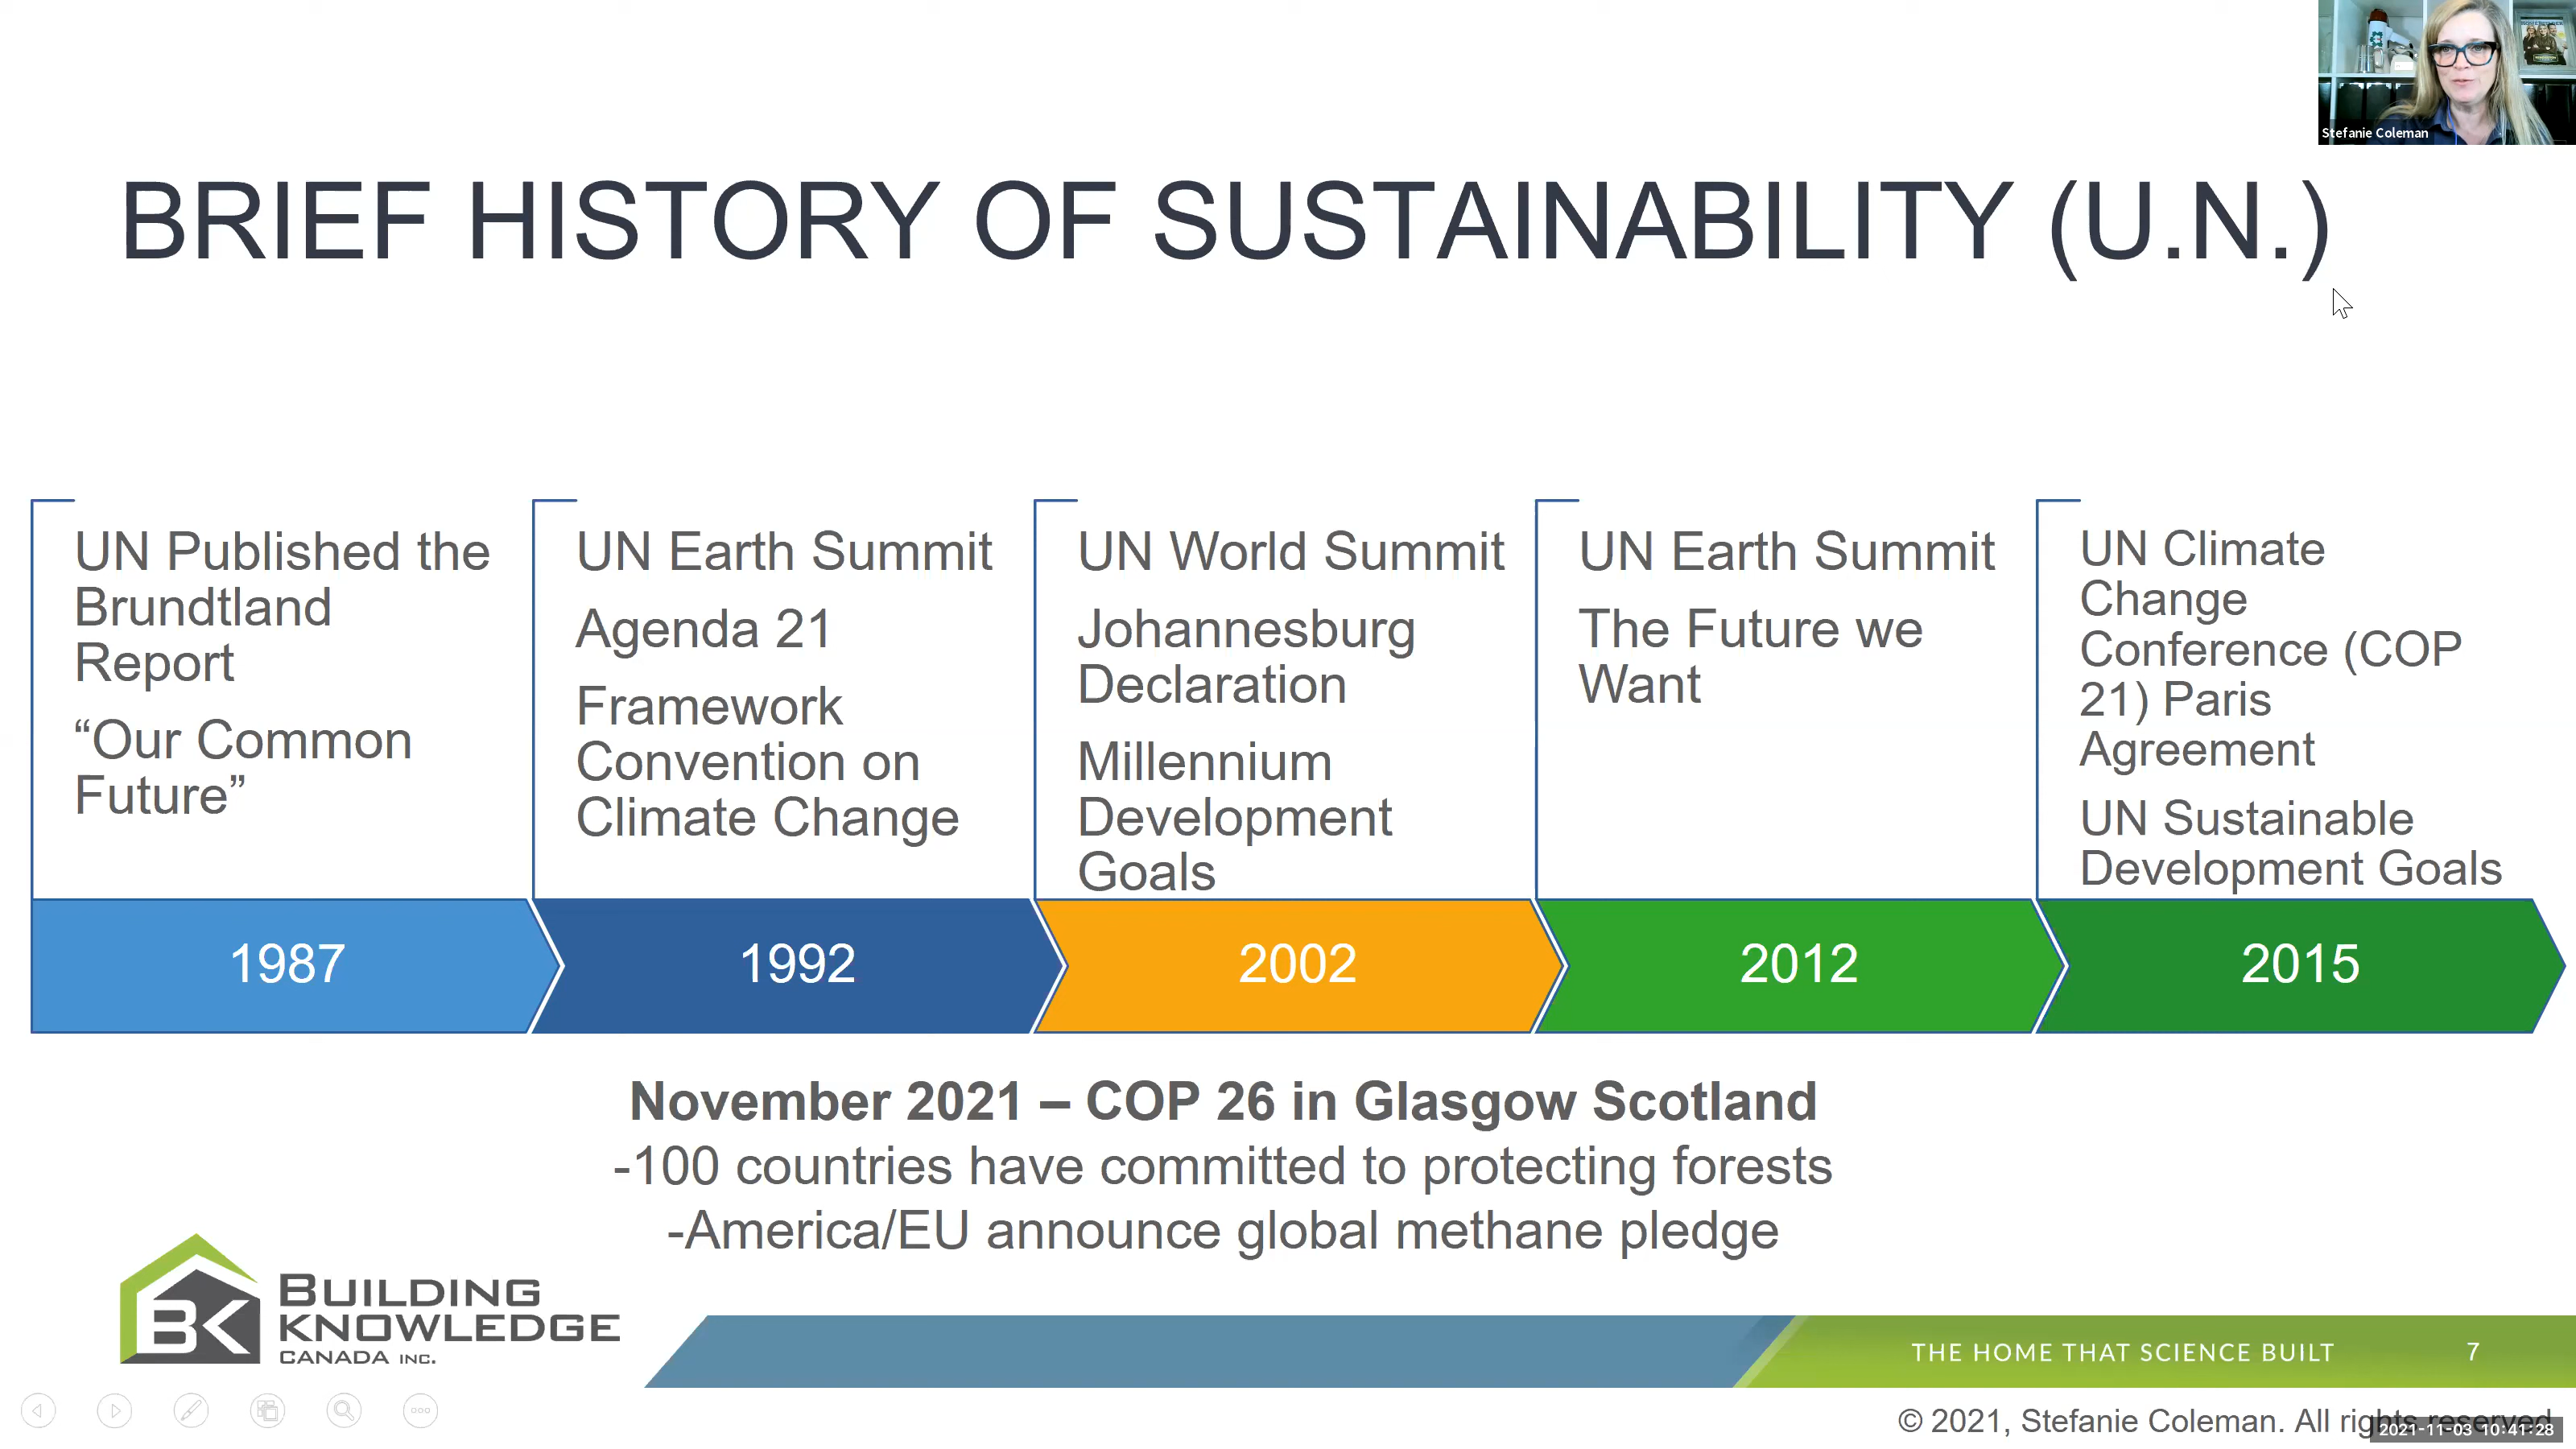 Stefanie Coleman
BRIEF HISTORY OF SUSTAINABILITY (U.N.)
UN Published the
Brundtland
Report
“Our Common
Future”
UN Earth Summit
Agenda 21
Framework
Convention on
Climate Change
UN World Summit
Johannesburg
Declaration
Millennium
Development
Goals
UN Earth Summit
The Future we
Want
UN Climate
Change
Conference (COP
21) Paris
Agreement
UN Sustainable
Development Goals
1987
1992
2002
2012
2015
November 2021 – COP 26 in Glasgow Scotland
-100 countries have committed to protecting forests
-America/EU announce global methane pledge
BK
BUILDING
KNOWLEDGE
CANADA INC.
THE HOME THAT SCIENCE BUILT
7
© 2021, Stefanie Coleman. All rights reserved
2021-11-03 10:41:28